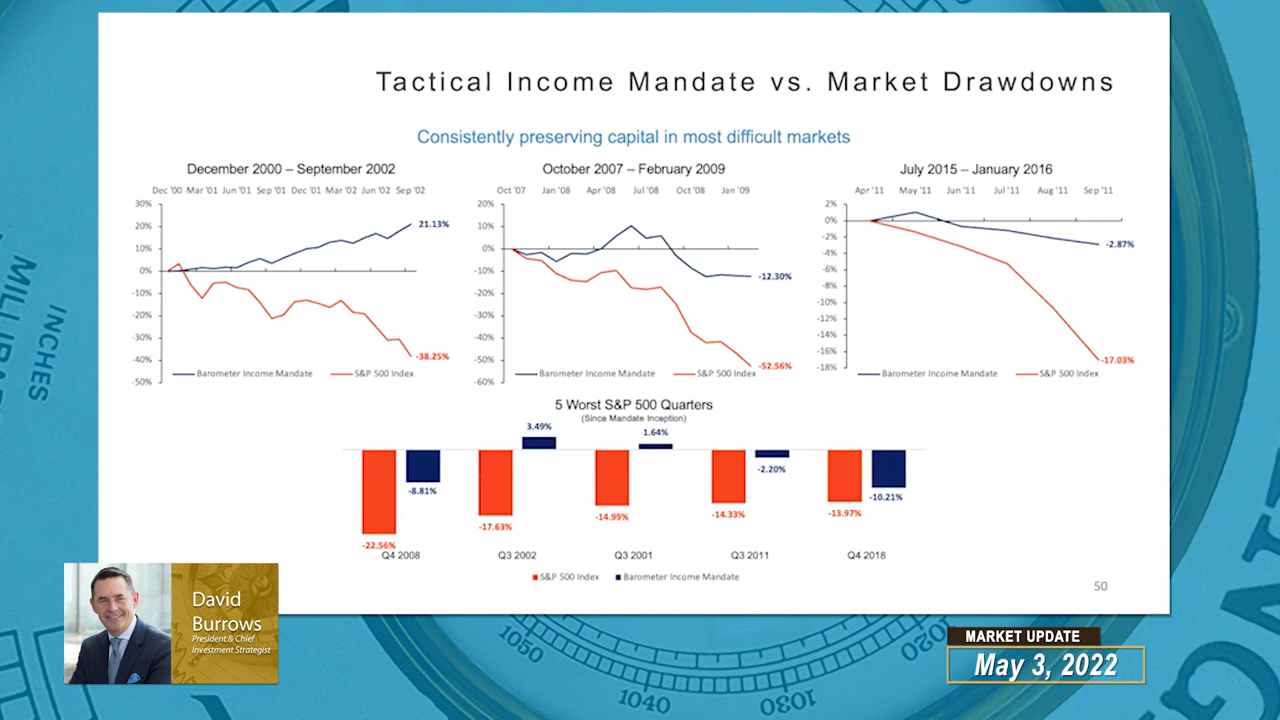 Tactical Income Mandate vs. Market Drawdowns
Consistently preserving capital in most difficult markets
December 2000 – September 2002
Dec '00 Mar '01 Jun '01 Sep '01 Dec '01 Mar '02 Jun '02 Sep '02
30%
20%
10%
0%
-10%
-20%
-30%
-40%
-50%
21.13%
-38.25%
Barometer Income Mandate S&P 500 Index
October 2007 – February 2009
Oct '07 Jan '08 Apr '08 Jul '08 Oct '08 Jan '09
20%
10%
0%
-10%
-20%
-30%
-40%
-50%
-60%
-12.30%
-52.56%
Barometer Income Mandate S&P 500 Index
July 2015 – January 2016
Apr '11 May '11 Jun '11 Jul '11 Aug '11 Sep '11
2%
0%
-2%
-4%
-6%
-8%
-10%
-12%
-14%
-16%
-18%
-2.87%
-17.03%
Barometer Income Mandate S&P 500 Index
5 Worst S&P 500 Quarters
(Since Mandate Inception)
3.49%
1.64%
-2.20%
-8.81%
-10.21%
-17.63%
-14.99%
-14.33%
-13.97%
-22.56%
Q4 2008 Q3 2002 Q3 2001 Q3 2011 Q4 2018
S&P 500 Index Barometer Income Mandate
50
David
Burrows
President & Chief
Investment Strategist
MARKET UPDATE
May 3, 2022
INCHES
1050
1040
1030
1020